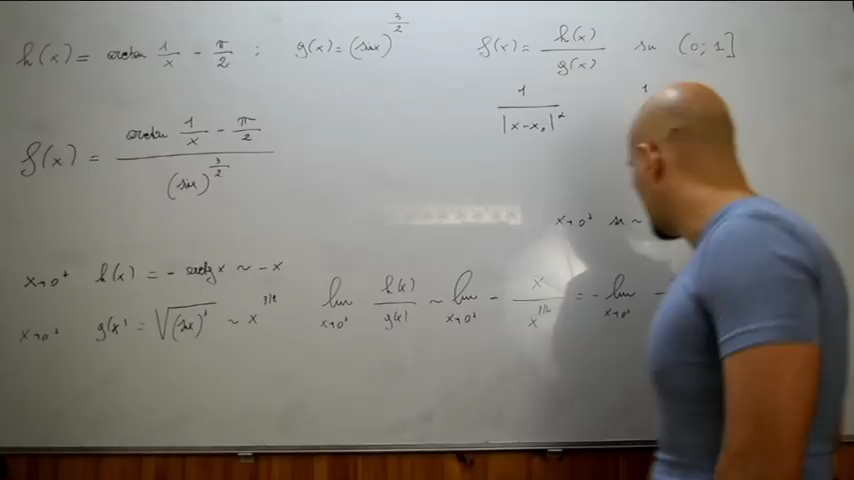 h(x) = arctan 1/x - π/2 ; g(x) = (sin x)^(3/2) f(x) = h(x)/g(x) su (0; 1]
1/|x-x₀|^α 1
f(x) = (arctan 1/x - π/2)/(sin x)^(3/2)
x→0⁺ sin ~
x→0⁺ h(x) = - arctg x ~ -x
x→0⁺ g(x) = √(sin x)³ ~ x^(3/2) lim x→0⁺ h(x)/g(x) ~ lim x→0⁺ - x/x^(3/2) = - lim x→0⁺